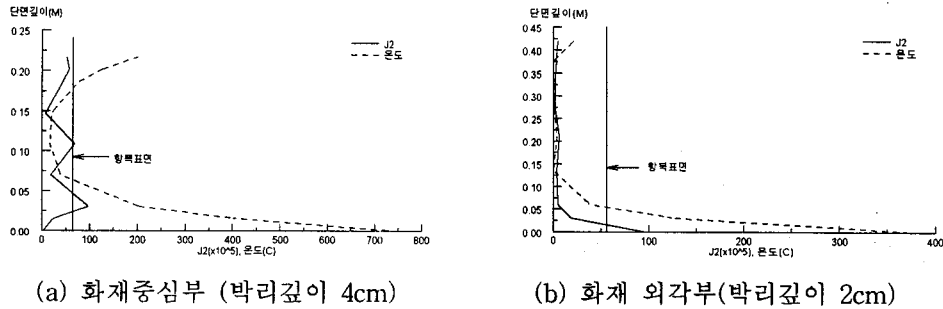 단면깊이(M)
0.25
0.20
0.15
0.10
0.05
0.00
0
100
200
300
400
500
600
700
800
J2(x10^5), 온도(C)
J2
온도
항복표면
(a) 화재중심부 (박리깊이 4cm)
단면깊이(M)
0.45
0.40
0.35
0.30
0.25
0.20
0.15
0.10
0.05
0.00
0
100
200
300
400
J2(x10^5), 온도(C)
J2
온도
항복표면
(b) 화재 외각부(박리깊이 2cm)